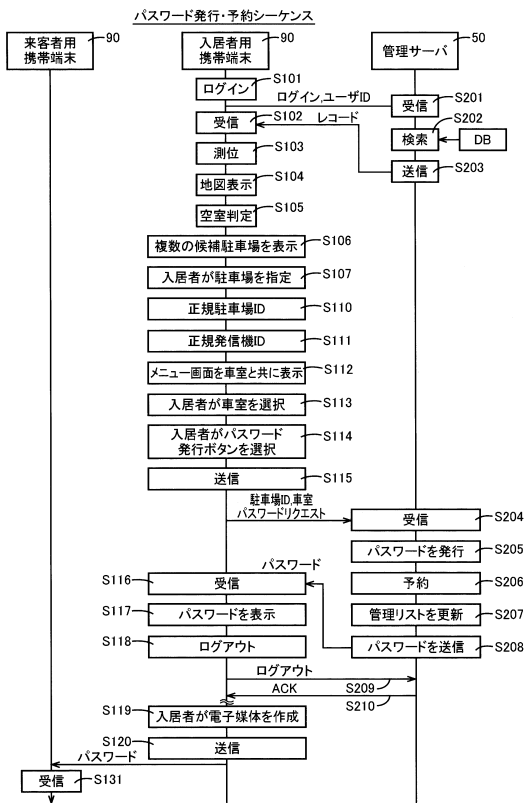 パスワード発行・予約シーケンス
来客者用
携帯端末
90
入居者用
携帯端末
90
管理サーバ
50
ログイン
S101
ログイン,ユーザID
受信
S201
受信
S102
レコード
検索
S202
DB
測位
S103
送信
S203
地図表示
S104
空室判定
S105
複数の候補駐車場を表示
S106
入居者が駐車場を指定
S107
正規駐車場ID
S110
正規発信機ID
S111
メニュー画面を車室と共に表示
S112
入居者が車室を選択
S113
入居者がパスワード
発行ボタンを選択
S114
送信
S115
駐車場ID,車室
パスワードリクエスト
受信
S204
パスワードを発行
S205
パスワード
S116
受信
予約
S206
S117
パスワードを表示
管理リストを更新
S207
S118
ログアウト
パスワードを送信
S208
ログアウト
S209
ACK
S210
S119
入居者が電子媒体を作成
S120
送信
パスワード
受信
S131